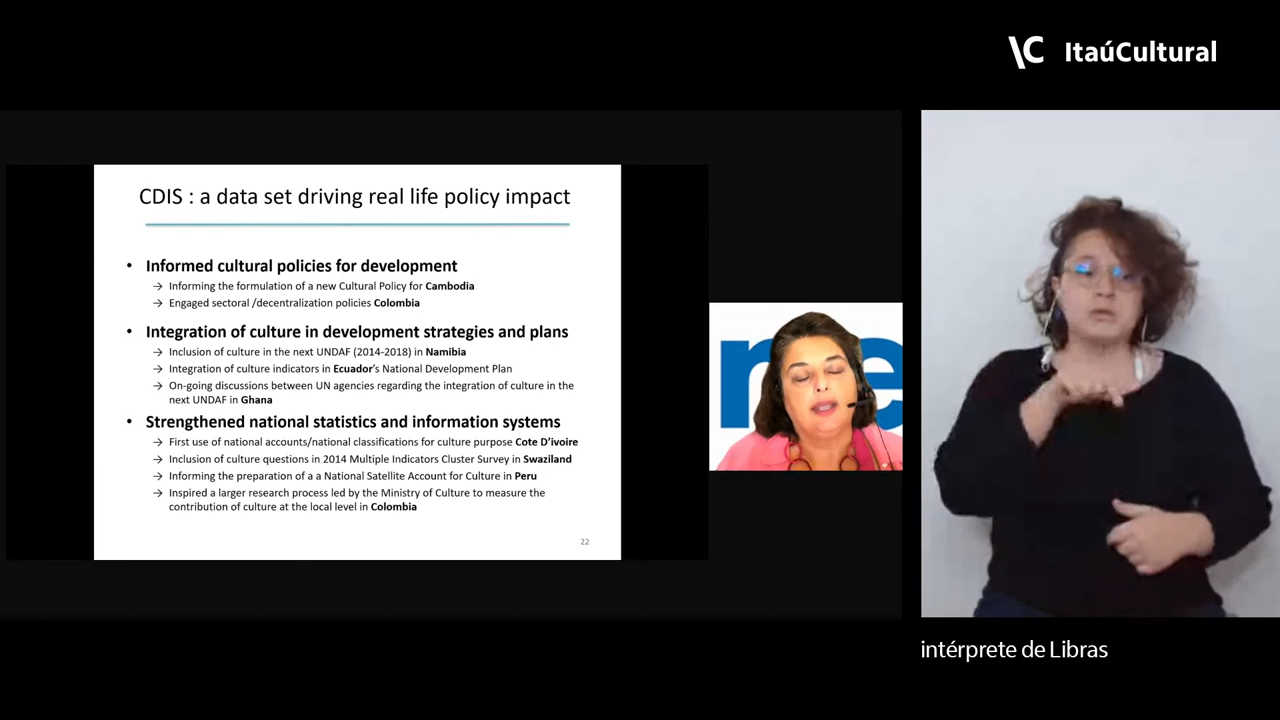 \C ItaúCultural
CDIS : a data set driving real life policy impact
• Informed cultural policies for development
→ Informing the formulation of a new Cultural Policy for Cambodia
→ Engaged sectoral /decentralization policies Colombia
• Integration of culture in development strategies and plans
→ Inclusion of culture in the next UNDAF (2014-2018) in Namibia
→ Integration of culture indicators in Ecuador's National Development Plan
→ On-going discussions between UN agencies regarding the integration of culture in the
next UNDAF in Ghana
• Strengthened national statistics and information systems
→ First use of national accounts/national classifications for culture purpose Cote D'ivoire
→ Inclusion of culture questions in 2014 Multiple Indicators Cluster Survey in Swaziland
→ Informing the preparation of a a National Satellite Account for Culture in Peru
→ Inspired a larger research process led by the Ministry of Culture to measure the
contribution of culture at the local level in Colombia
22
intérprete de Libras